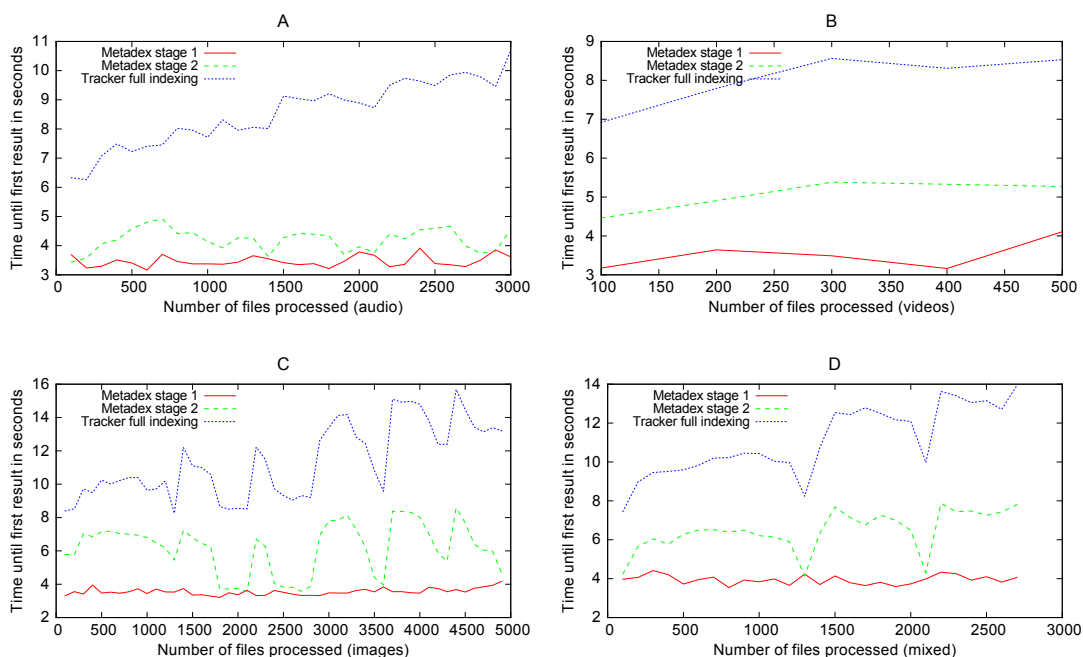 A
11
10
9
8
7
6
5
4
3
0 500 1000 1500 2000 2500 3000
Time until first result in seconds
Number of files processed (audio)
Metadex stage 1
Metadex stage 2
Tracker full indexing
B
9
8
7
6
5
4
3
100 150 200 250 300 350 400 450 500
Time until first result in seconds
Number of files processed (videos)
Metadex stage 1
Metadex stage 2
Tracker full indexing
C
16
14
12
10
8
6
4
2
0 500 1000 1500 2000 2500 3000 3500 4000 4500 5000
Time until first result in seconds
Number of files processed (images)
Metadex stage 1
Metadex stage 2
Tracker full indexing
D
14
12
10
8
6
4
2
0 500 1000 1500 2000 2500 3000
Time until first result in seconds
Number of files processed (mixed)
Metadex stage 1
Metadex stage 2
Tracker full indexing